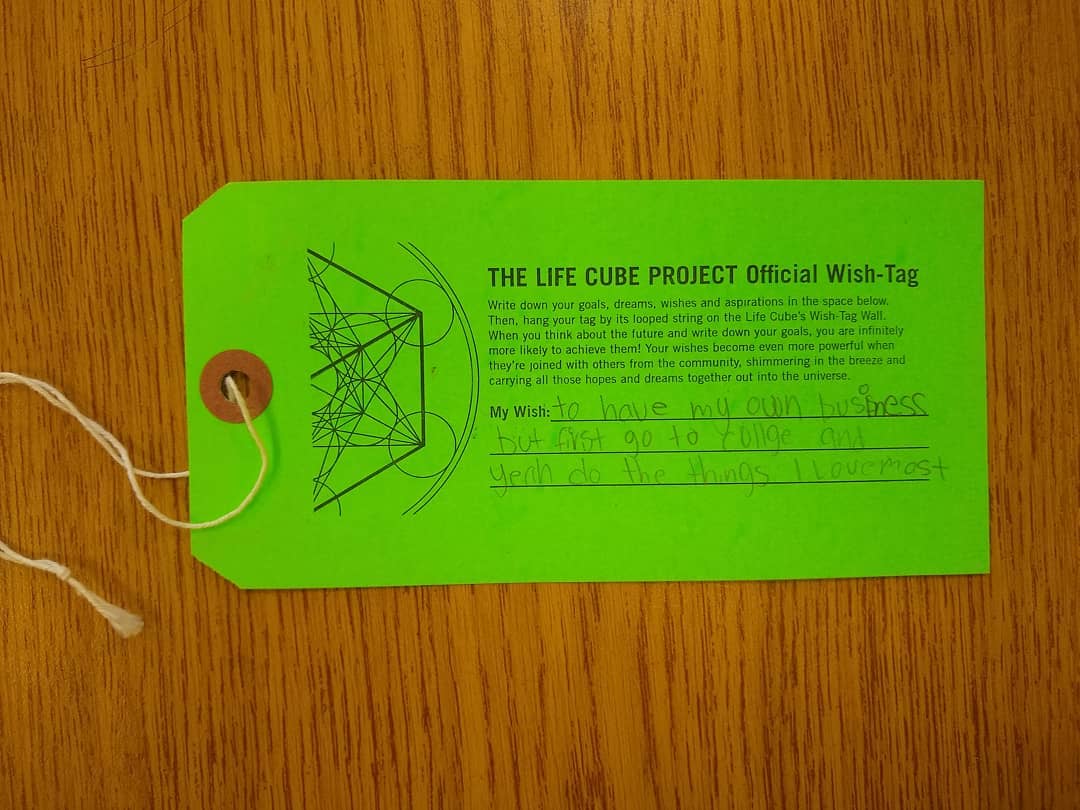 THE LIFE CUBE PROJECT Official Wish-Tag
Write down your goals, dreams, wishes and aspirations in the space below.
Then, hang your tag by its looped string on the Life Cube's Wish-Tag Wall.
When you think about the future and write down your goals, you are infinitely
more likely to achieve them! Your wishes become even more powerful when
they're joined with others from the community, shimmering in the breeze and
carrying all those hopes and dreams together out into the universe.
My Wish: to have my own business
but first go to collge and
yeah do the things I Love most